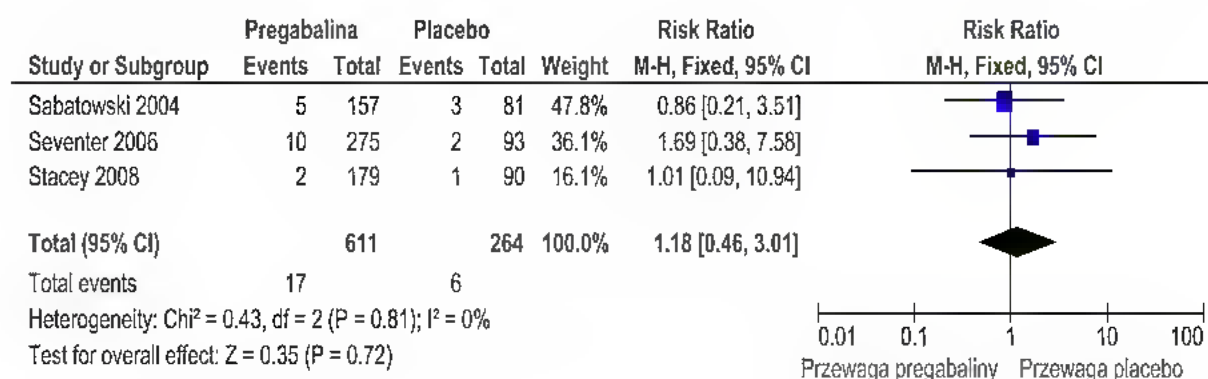 Pregabalina Placebo Risk Ratio Risk Ratio
Study or Subgroup Events Total Events Total Weight M-H, Fixed, 95% CI M-H, Fixed, 95% CI
Sabatowski 2004 5 157 3 81 47.8% 0.86 [0.21, 3.51]
Seventer 2006 10 275 2 93 36.1% 1.69 [0.38, 7.58]
Stacey 2008 2 179 1 90 16.1% 1.01 [0.09, 10.94]
Total (95% CI) 611 264 100.0% 1.18 [0.46, 3.01]
Total events 17 6
Heterogeneity: Chi² = 0.43, df = 2 (P = 0.81); I² = 0%
Test for overall effect: Z = 0.35 (P = 0.72)
0.01 0.1 1 10 100
Przewaga pregabaliny Przewaga placebo